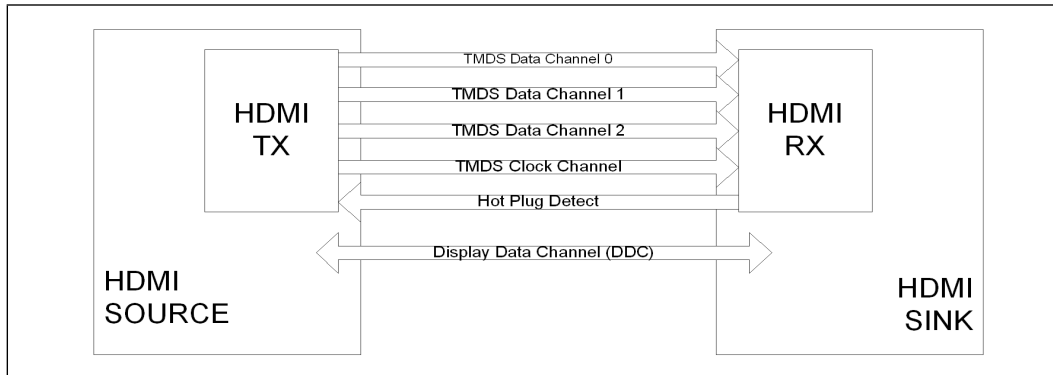 TMDS Data Channel 0
TMDS Data Channel 1
TMDS Data Channel 2
TMDS Clock Channel
Hot Plug Detect
Display Data Channel (DDC)
HDMI
TX
HDMI
RX
HDMI
SOURCE
HDMI
SINK